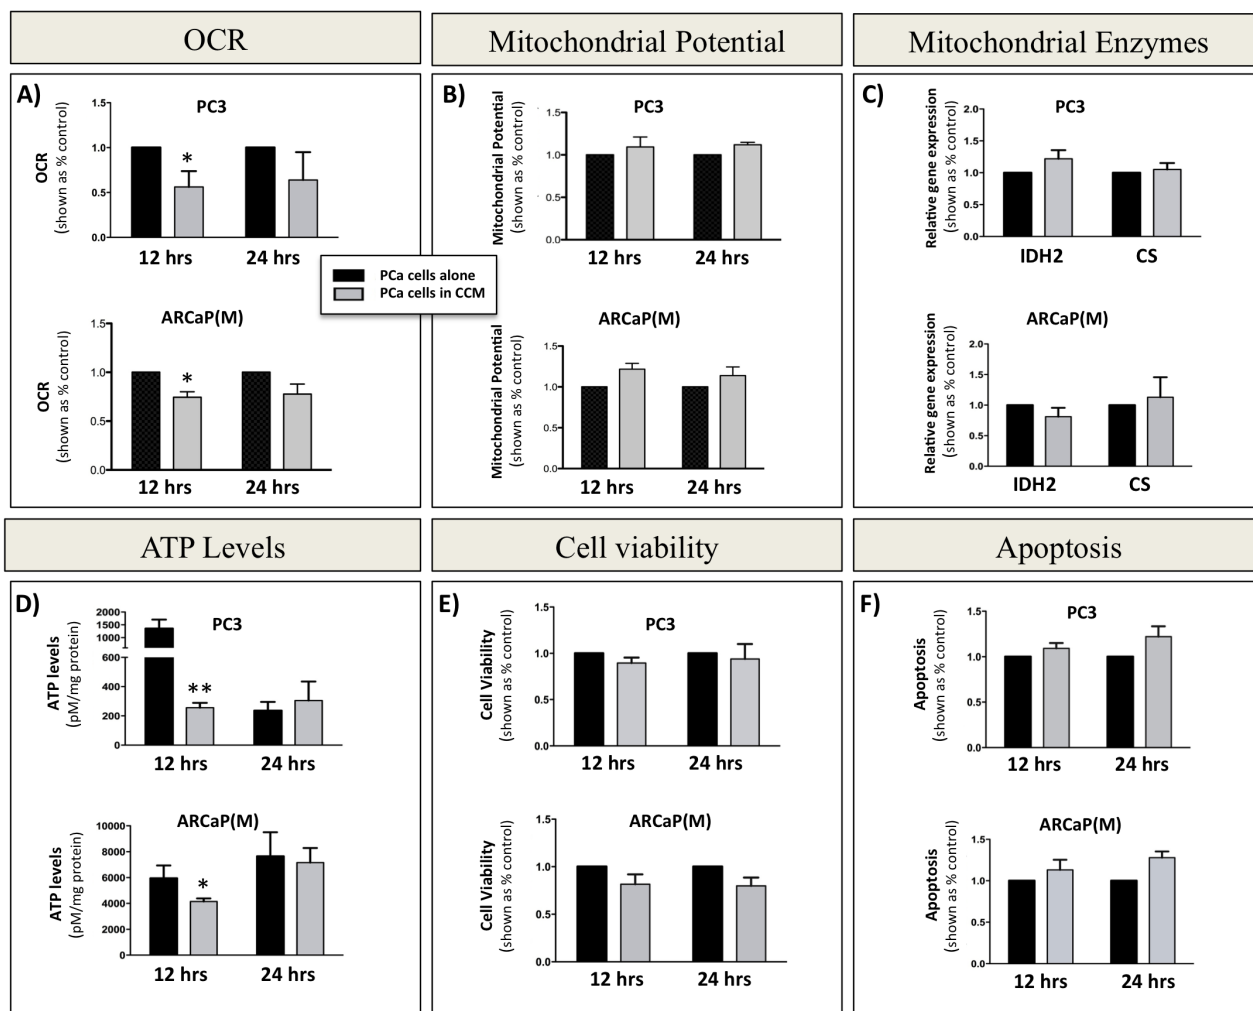 OCR
Mitochondrial Potential
Mitochondrial Enzymes
A)
OCR
(shown as % control)
PC3
1.5
1.0
0.5
0.0
*
12 hrs
24 hrs
OCR
(shown as % control)
ARCaP(M)
1.5
1.0
0.5
0.0
*
12 hrs
24 hrs
PCa cells alone
PCa cells in CCM
B)
Mitochondrial Potential
(shown as % control)
PC3
1.5
1.0
0.5
0.0
12 hrs
24 hrs
Mitochondrial Potential
(shown as % control)
ARCaP(M)
1.5
1.0
0.5
0.0
12 hrs
24 hrs
C)
Relative gene expression
(shown as % control)
PC3
2.0
1.5
1.0
0.5
0.0
IDH2
CS
Relative gene expression
(shown as % control)
ARCaP(M)
2.0
1.5
1.0
0.5
0.0
IDH2
CS
ATP Levels
Cell viability
Apoptosis
D)
ATP levels
(pM/mg protein)
PC3
2000
1500
1000
600
400
200
0
**
12 hrs
24 hrs
ATP levels
(pM/mg protein)
ARCaP(M)
10000
8000
6000
4000
2000
0
*
12 hrs
24 hrs
E)
Cell Viability
(shown as % control)
PC3
1.5
1.0
0.5
0.0
12 hrs
24 hrs
Cell Viability
(shown as % control)
ARCaP(M)
1.5
1.0
0.5
0.0
12 hrs
24 hrs
F)
Apoptosis
(shown as % control)
PC3
1.5
1.0
0.5
0.0
12 hrs
24 hrs
Apoptosis
(shown as % control)
ARCaP(M)
1.5
1.0
0.5
0.0
12 hrs
24 hrs